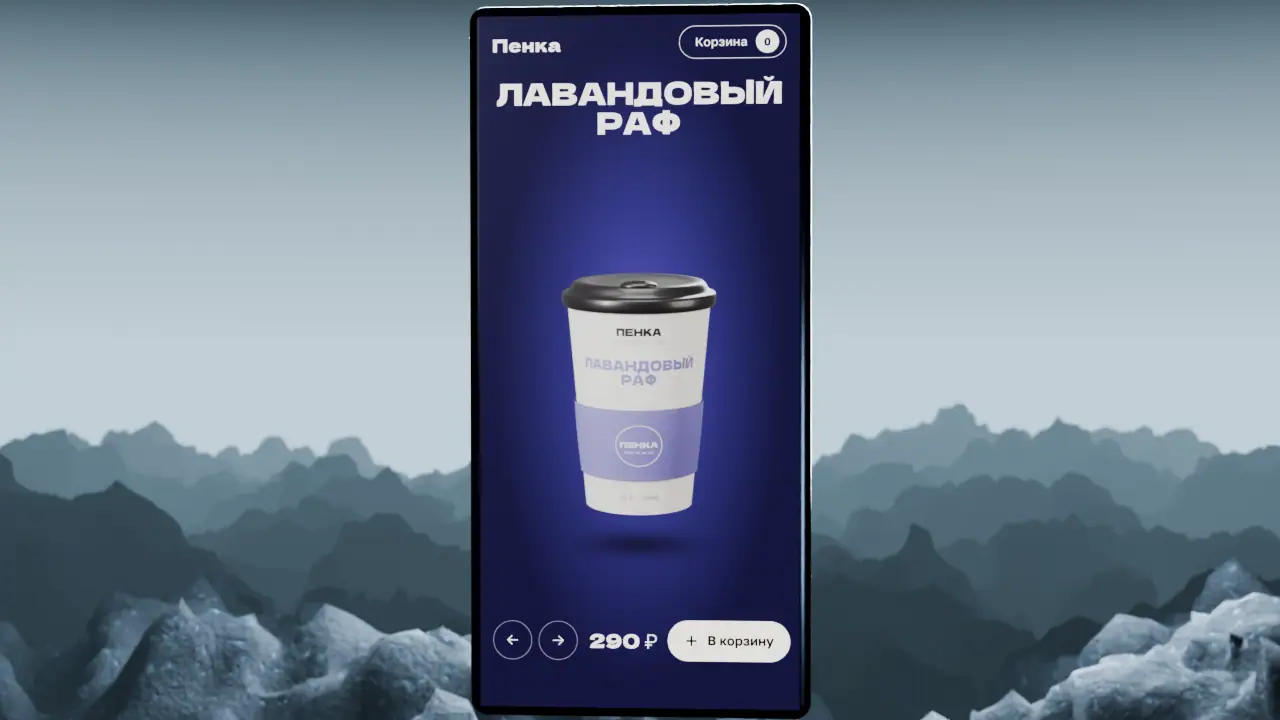 Пенка
Корзина 0
ЛАВАНДОВЫЙ
РАФ
ПЕНКА
ЛАВАНДОВЫЙ
РАФ
ПЕНКА
290 ₽
+ В корзину